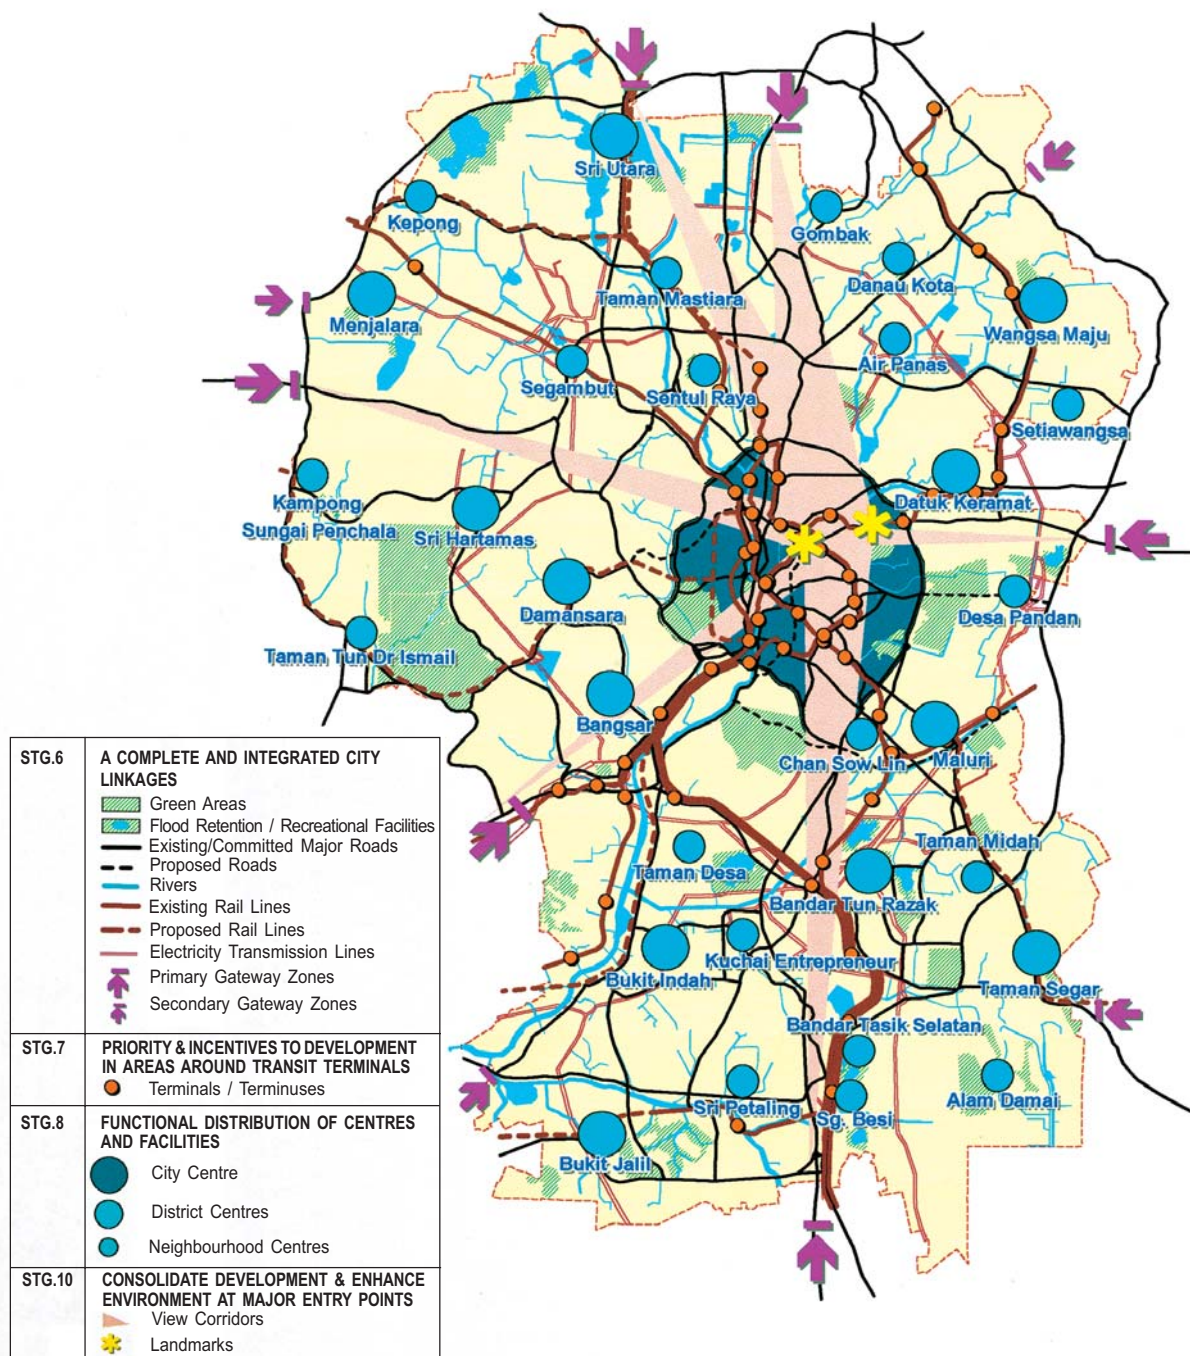 Sri Utara
Kepong
Gombak
Danau Kota
Taman Mastiara
Menjalara
Wangsa Maju
Air Panas
Segambut
Sentul Raya
Setiawangsa
Kampong
Sungai Penchala
Datuk Keramat
Sri Hartamas
Damansara
Desa Pandan
Taman Tun Dr Ismail
Bangsar
Chan Sow Lin
Maluri
Taman Midah
Taman Desa
Bandar Tun Razak
Kuchai Entrepreneur
Bukit Indah
Taman Segar
Bandar Tasik Selatan
Alam Damai
Sri Petaling
Sg. Besi
Bukit Jalil
STG.6 A COMPLETE AND INTEGRATED CITY
LINKAGES
Green Areas
Flood Retention / Recreational Facilities
Existing/Committed Major Roads
Proposed Roads
Rivers
Existing Rail Lines
Proposed Rail Lines
Electricity Transmission Lines
Primary Gateway Zones
Secondary Gateway Zones
STG.7 PRIORITY & INCENTIVES TO DEVELOPMENT
IN AREAS AROUND TRANSIT TERMINALS
Terminals / Terminuses
STG.8 FUNCTIONAL DISTRIBUTION OF CENTRES
AND FACILITIES
City Centre
District Centres
Neighbourhood Centres
STG.10 CONSOLIDATE DEVELOPMENT & ENHANCE
ENVIRONMENT AT MAJOR ENTRY POINTS
View Corridors
Landmarks